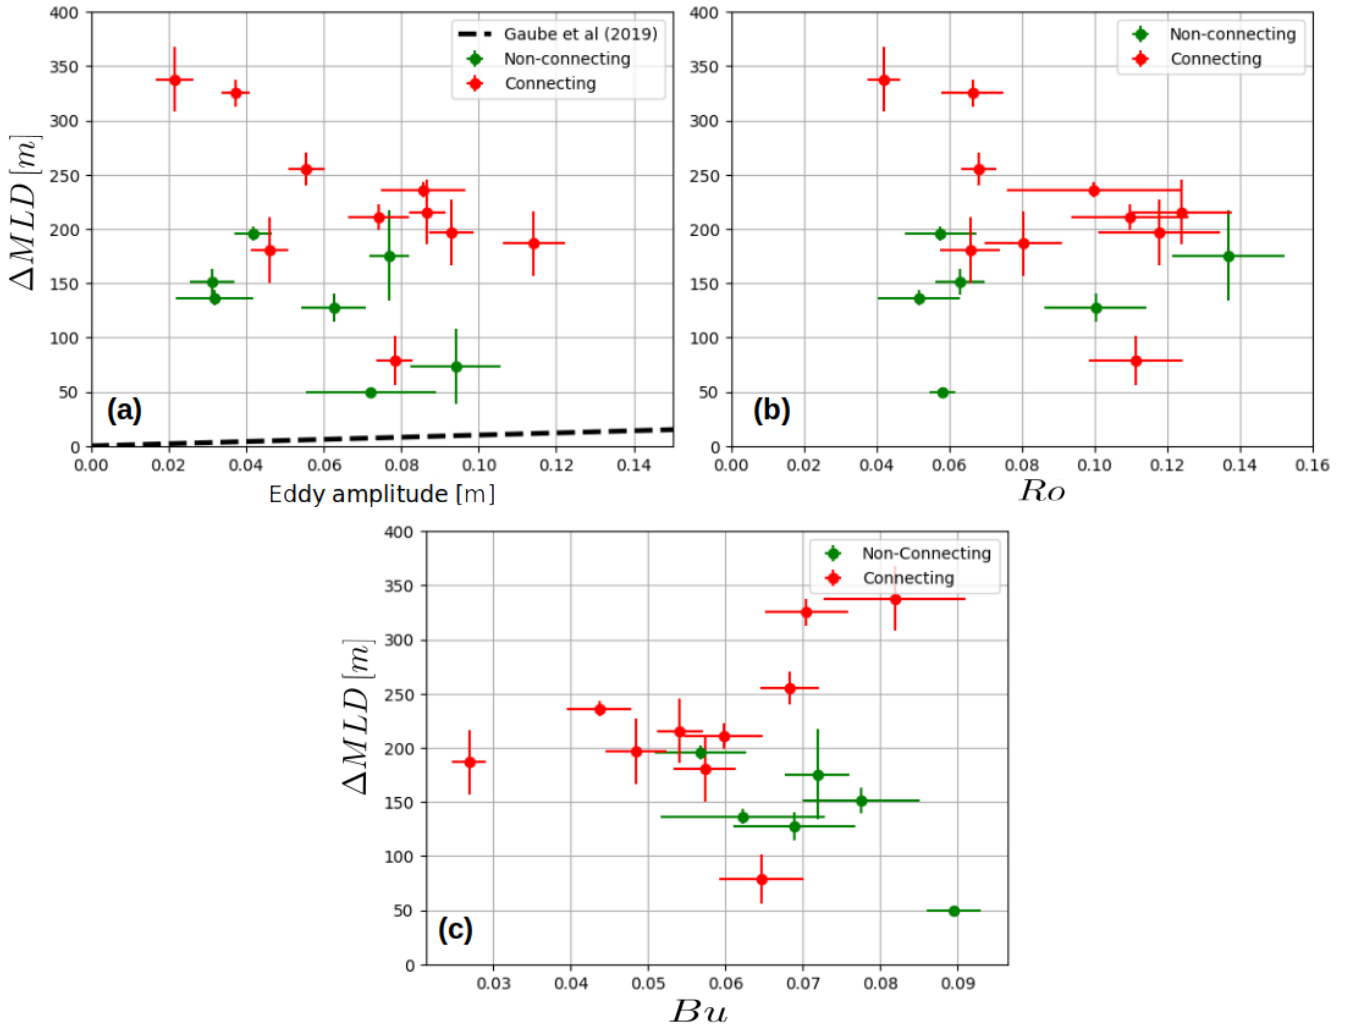 400
350
300
250
200
150
100
50
0
ΔMLD [m]
Gaube et al (2019)
Non-connecting
Connecting
(a)
0.00 0.02 0.04 0.06 0.08 0.10 0.12 0.14
Eddy amplitude [m]
400
350
300
250
200
150
100
50
0
Non-connecting
Connecting
(b)
0.00 0.02 0.04 0.06 0.08 0.10 0.12 0.14 0.16
Ro
400
350
300
250
200
150
100
50
0
ΔMLD [m]
Non-Connecting
Connecting
(c)
0.03 0.04 0.05 0.06 0.07 0.08 0.09
Bu